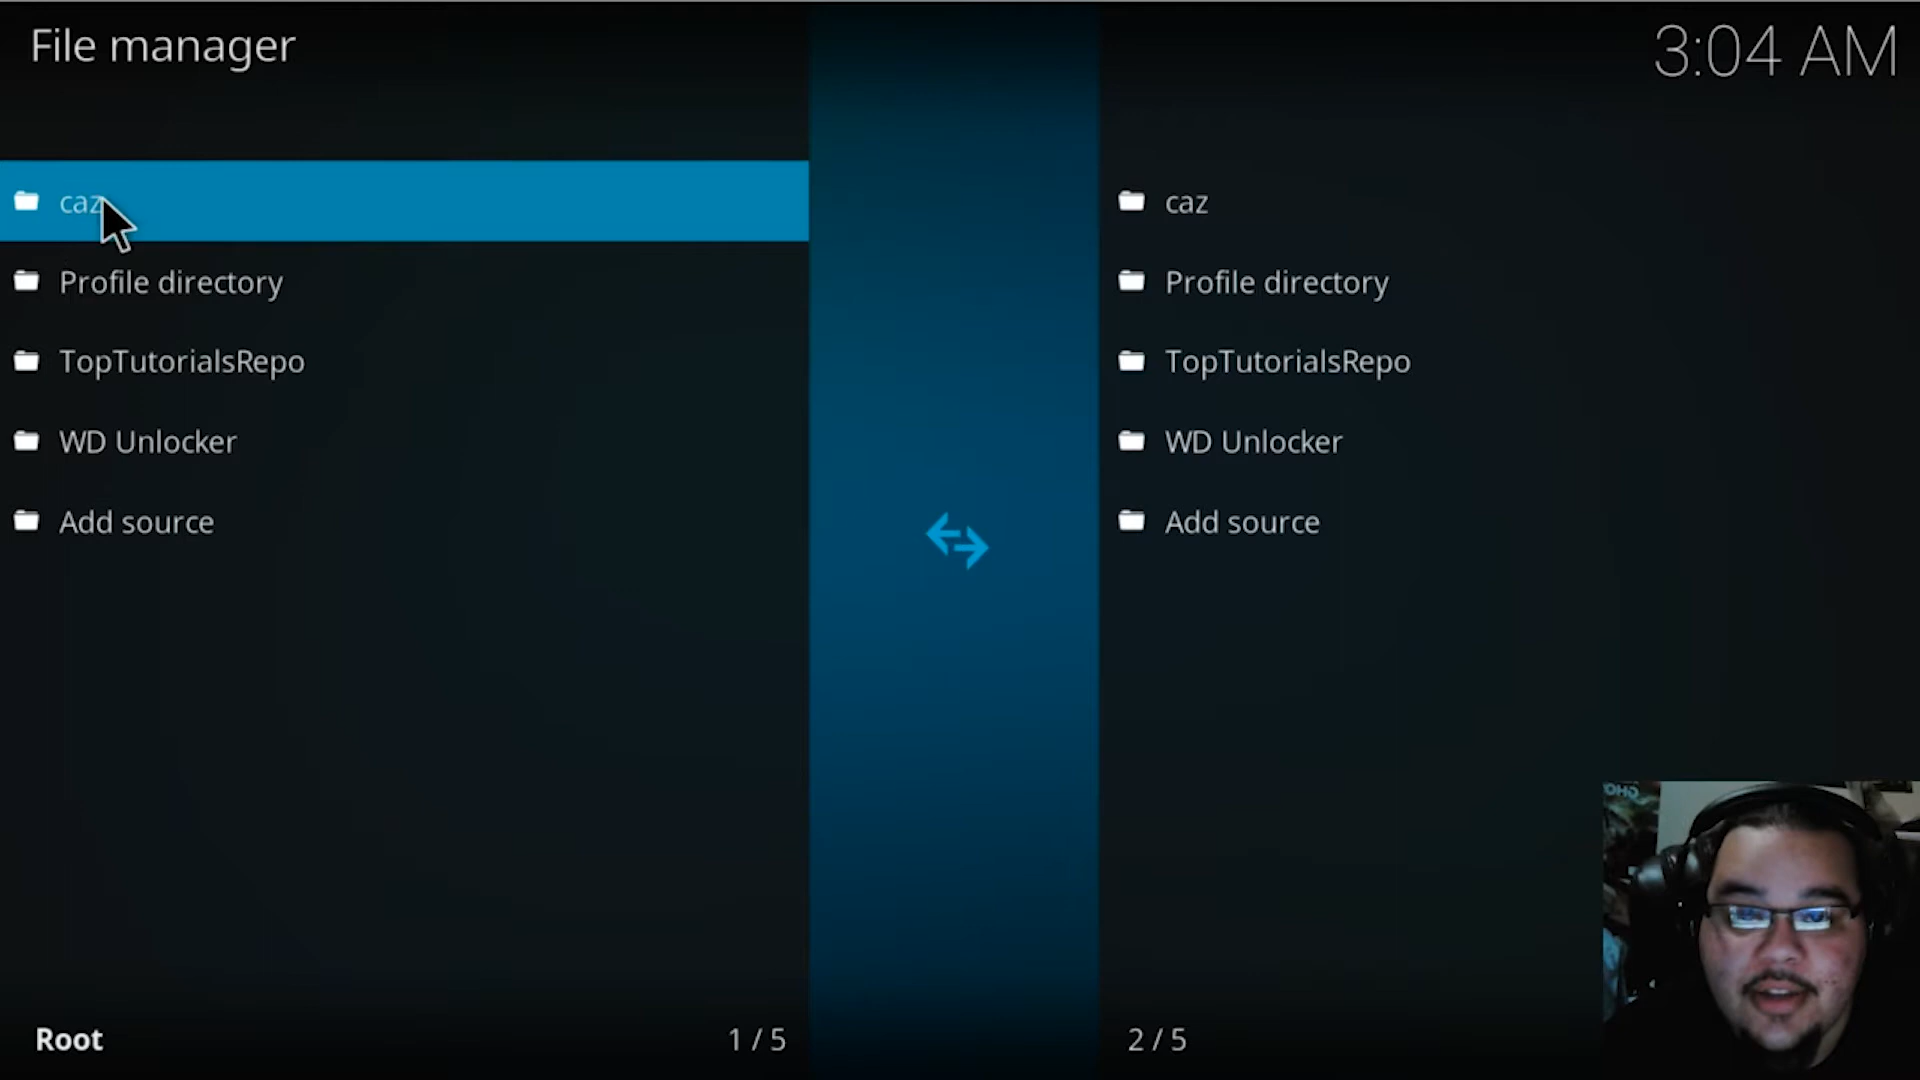 File manager
3:04 AM
caz
Profile directory
TopTutorialsRepo
WD Unlocker
Add source
caz
Profile directory
TopTutorialsRepo
WD Unlocker
Add source
Root
1 / 5
2 / 5